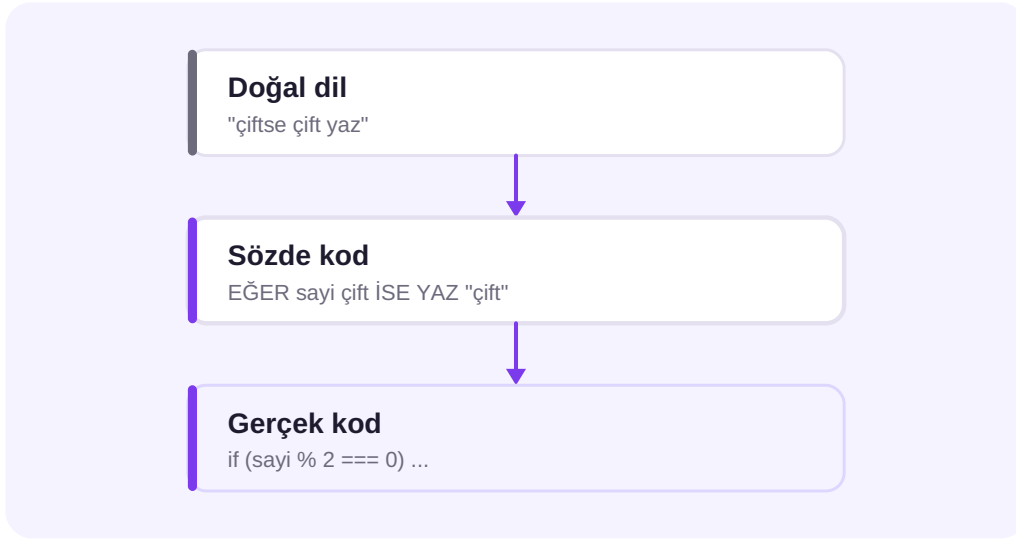 Doğal dil
"çiftse çift yaz"
Sözde kod
EĞER sayi çift İSE YAZ "çift"
Gerçek kod
if (sayi % 2 === 0) ...